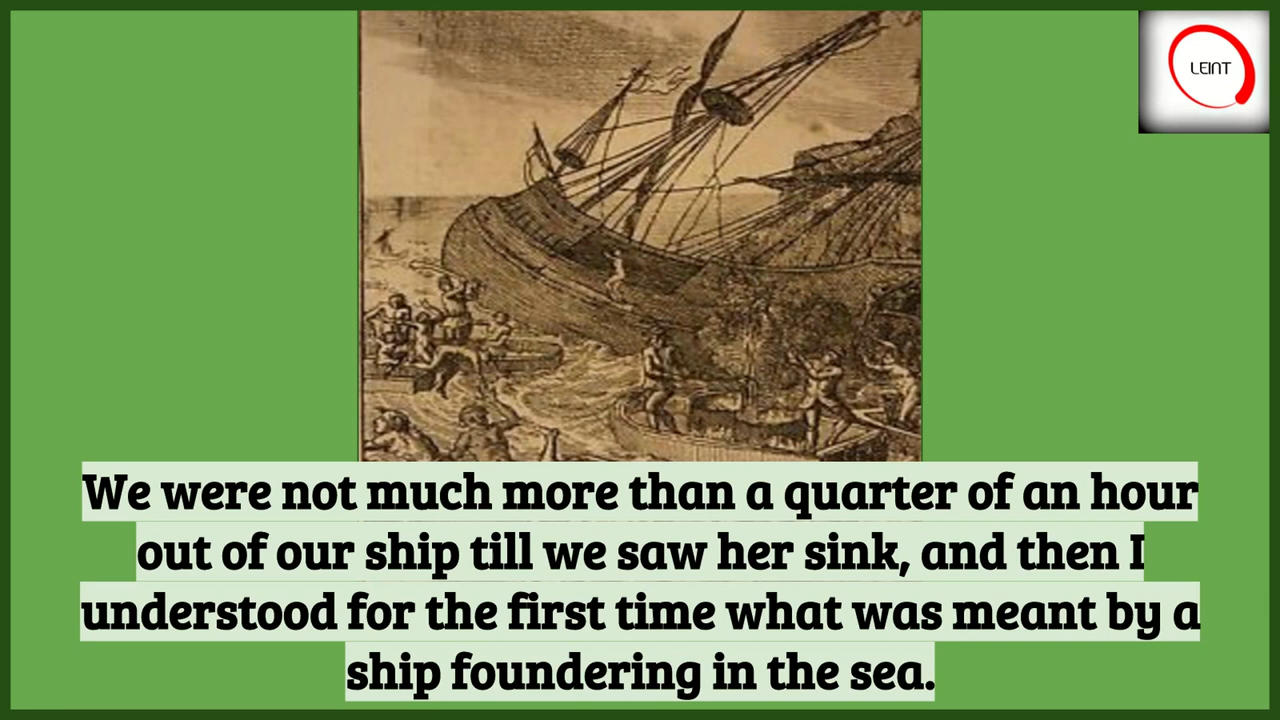 LEINT
We were not much more than a quarter of an hour
out of our ship till we saw her sink, and then I
understood for the first time what was meant by a
ship foundering in the sea.